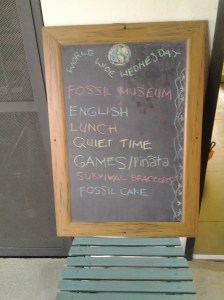 WORLD WIDE WEDNESDAY
FOSSIL MUSEUM
ENGLISH
LUNCH
QUIET TIME
GAMES/Piñata
SURVIVAL BRACELETS
FOSSIL CAKE